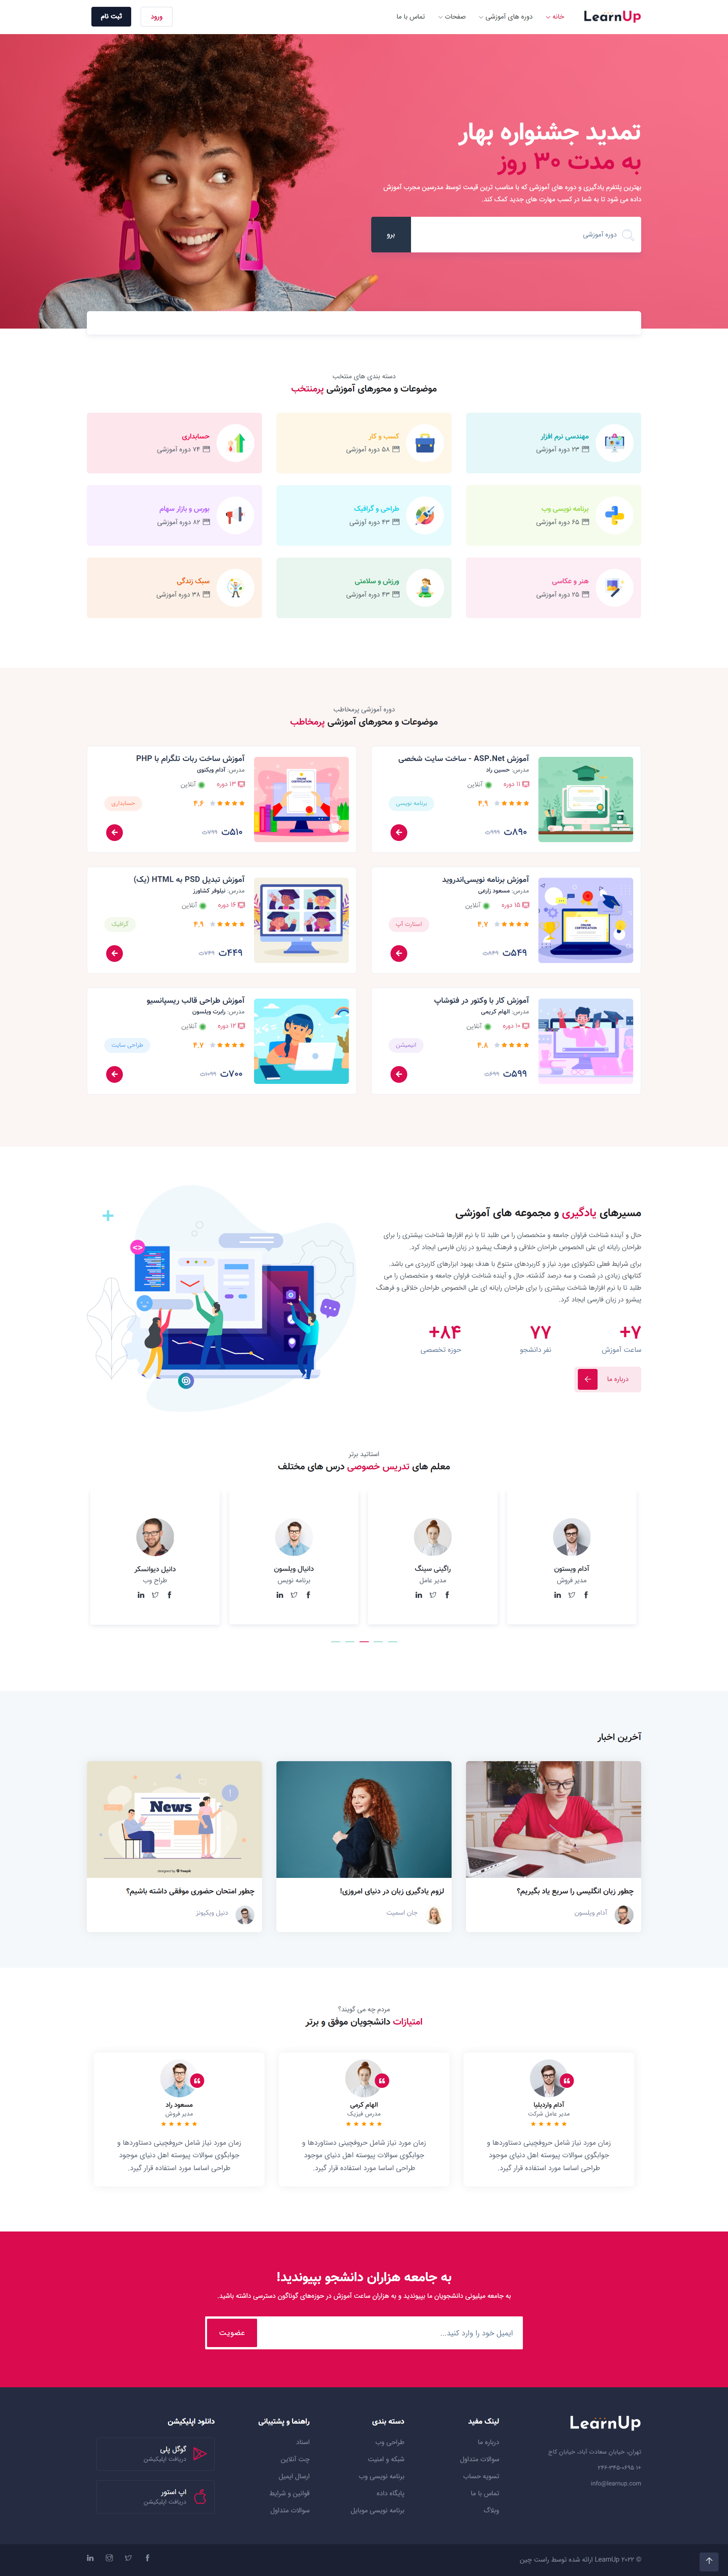 LearnUp
خانه
دوره های آموزشی
صفحات
تماس با ما
ورود
ثبت نام
تمدید جشنواره بهار
به مدت ۳۰ روز
بهترین پلتفرم یادگیری و دوره های آموزشی که با مناسب ترین قیمت توسط مدرسین مجرب آموزش
داده می شود تا به شما در کسب مهارت های جدید کمک کند.
دوره آموزشی
برو
دسته بندی های منتخب
موضوعات و محورهای آموزشی پرمنتخب
مهندسی نرم افزار
۲۳ دوره آموزشی
کسب و کار
۵۸ دوره آموزشی
حسابداری
۷۴ دوره آموزشی
برنامه نویسی وب
۶۵ دوره آموزشی
طراحی و گرافیک
۴۳ دوره آوزشی
بورس و بازار سهام
۸۲ دوره آموزشی
هنر و عکاسی
۲۵ دوره آموزشی
ورزش و سلامتی
۴۳ دوره آموزشی
سبک زندگی
۳۸ دوره آموزشی
دوره آموزشی پرمخاطب
موضوعات و محورهای آموزشی پرمخاطب
آموزش ASP.Net - ساخت سایت شخصی
مدرس: حسین راد
۱۱ دوره
آنلاین
۴.۹
برنامه نویسی
۸۹۰ت
۹۹۹ت
آموزش ساخت ربات تلگرام با PHP
مدرس: آدام ویکتوی
۱۳ دوره
آنلاین
۴.۶
حسابداری
۵۱۰ت
۷۹۹ت
آموزش برنامه نویسی‌اندروید
مدرس: مسعود زارعی
۱۵ دوره
آنلاین
۴.۷
استارت آپ
۵۴۹ت
۸۴۹ت
آموزش تبدیل PSD به HTML (یک)
مدرس: نیلوفر کشاورز
۱۶ دوره
آنلاین
۴.۹
گرافیک
۴۴۹ت
۷۴۹ت
آموزش کار با وکتور در فتوشاپ
مدرس: الهام کریمی
۱۰ دوره
آنلاین
۴.۸
انیمیشن
۵۹۹ت
۶۹۹ت
آموزش طراحی قالب ریسپانسیو
مدرس: رابرت ویلسون
۱۲ دوره
آنلاین
۴.۷
طراحی سایت
۷۰۰ت
۱۰۹۹ت
مسیرهای یادگیری و مجموعه های آموزشی
حال و آینده شناخت فراوان جامعه و متخصصان را می طلبد تا با نرم افزارها شناخت بیشتری را برای
طراحان رایانه ای علی الخصوص طراحان خلاقی و فرهنگ پیشرو در زبان فارسی ایجاد کرد.
برای شرایط فعلی تکنولوژی مورد نیاز و کاربردهای متنوع با هدف بهبود ابزارهای کاربردی می باشد.
کتابهای زیادی در شصت و سه درصد گذشته، حال و آینده شناخت فراوان جامعه و متخصصان را می
طلبد تا با نرم افزارها شناخت بیشتری را برای طراحان رایانه ای علی الخصوص طراحان خلاقی و فرهنگ
پیشرو در زبان فارسی ایجاد کرد.
۷+
۷۷
۸۴+
ساعت آموزش
نفر دانشجو
حوزه تخصصی
درباره ما
اساتید برتر
معلم های تدریس خصوصی درس های مختلف
آدام ویستون
مدیر فروش
راگینی سینگ
مدیر عامل
دانیال ویلسون
برنامه نویس
دانیل دیوانسکر
طراح وب
آخرین اخبار
News
چطور زبان انگلیسی را سریع یاد بگیریم؟
آدام ویلسون
لزوم یادگیری زبان در دنیای امروزی!
جان اسمیت
چطور امتحان حضوری موفقی داشته باشیم؟
دنیل ویکیونز
مردم چه می گویند؟
امتیازات دانشجویان موفق و برتر
آدام واردیلیا
مدیر عامل شرکت
زمان مورد نیاز شامل حروفچینی دستاوردها و
جوابگوی سوالات پیوسته اهل دنیای موجود
طراحی اساسا مورد استفاده قرار گیرد.
الهام کرمی
مدرس فیزیک
زمان مورد نیاز شامل حروفچینی دستاوردها و
جوابگوی سوالات پیوسته اهل دنیای موجود
طراحی اساسا مورد استفاده قرار گیرد.
مسعود راد
مدیر فروش
زمان مورد نیاز شامل حروفچینی دستاوردها و
جوابگوی سوالات پیوسته اهل دنیای موجود
طراحی اساسا مورد استفاده قرار گیرد.
به جامعه هزاران دانشجو بپیوندید!
به جامعه میلیونی دانشجویان ما بپیوندید و به هزاران ساعت آموزش در حوزه‌های گوناگون دسترسی داشته باشید.
ایمیل خود را وارد کنید...
عضویت
LearnUp
تهران، خیابان سعادت آباد، خیابان کاج
info@learnup.com
لینک مفید
درباره ما
سوالات متداول
تسویه حساب
تماس با ما
وبلاگ
دسته بندی
طراحی وب
شبکه و امنیت
برنامه نویسی وب
پایگاه داده
برنامه نویسی موبایل
راهنما و پشتیبانی
اسناد
چت آنلاین
ارسال ایمیل
قوانین و شرایط
سوالات متداول
دانلود اپلیکیشن
گوگل پلی
دریافت اپلیکیشن
اپ استور
دریافت اپلیکیشن
© ۲۰۲۲ LearnUp ارائه شده توسط راست چین